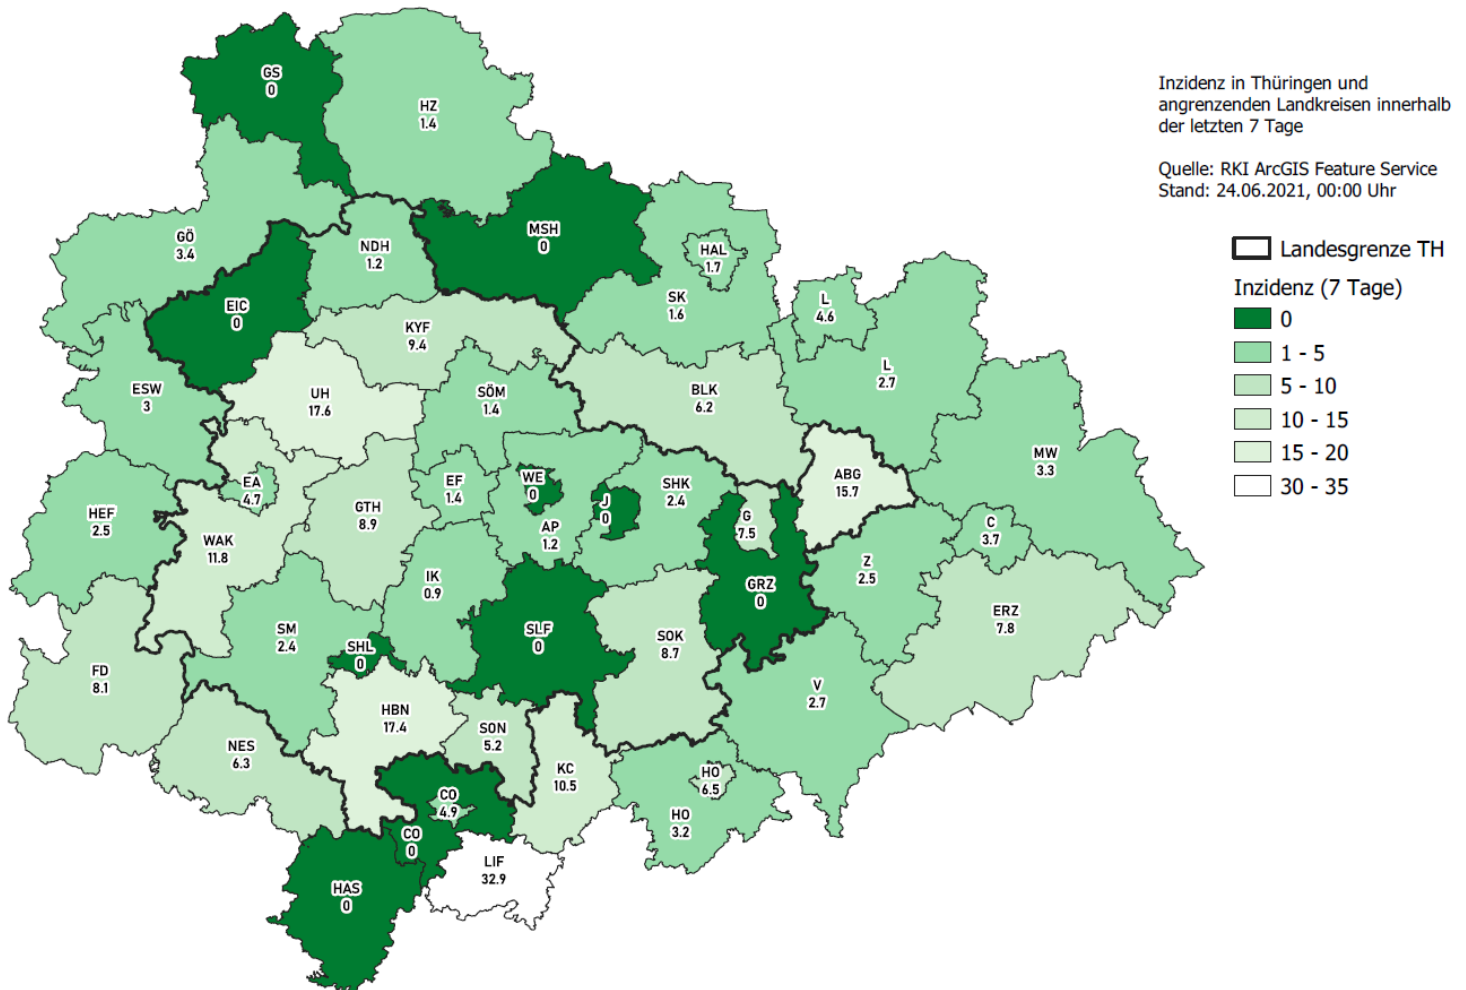 Inzidenz in Thüringen und
angrenzenden Landkreisen innerhalb
der letzten 7 Tage
Quelle: RKI ArcGIS Feature Service
Stand: 24.06.2021, 00:00 Uhr
Landesgrenze TH
Inzidenz (7 Tage)
0
1 - 5
5 - 10
10 - 15
15 - 20
30 - 35
GS
0
HZ
1.4
GÖ
3.4
NDH
1.2
MSH
0
HAL
1.7
SK
1.6
L
4.6
L
2.7
EIC
0
KYF
9.4
ESW
3
UH
17.6
SÖM
1.4
BLK
6.2
MW
3.3
ABG
15.7
EA
4.7
EF
1.4
WE
0
J
0
SHK
2.4
G
7.5
HEF
2.5
GTH
8.9
WAK
11.8
AP
1.2
C
3.7
Z
2.5
IK
0.9
GRZ
0
ERZ
7.8
SM
2.4
SHL
0
SLF
0
SOK
8.7
FD
8.1
V
2.7
HBN
17.4
SON
5.2
NES
6.3
KC
10.5
HO
6.5
HO
3.2
CO
4.9
CO
0
LIF
32.9
HAS
0